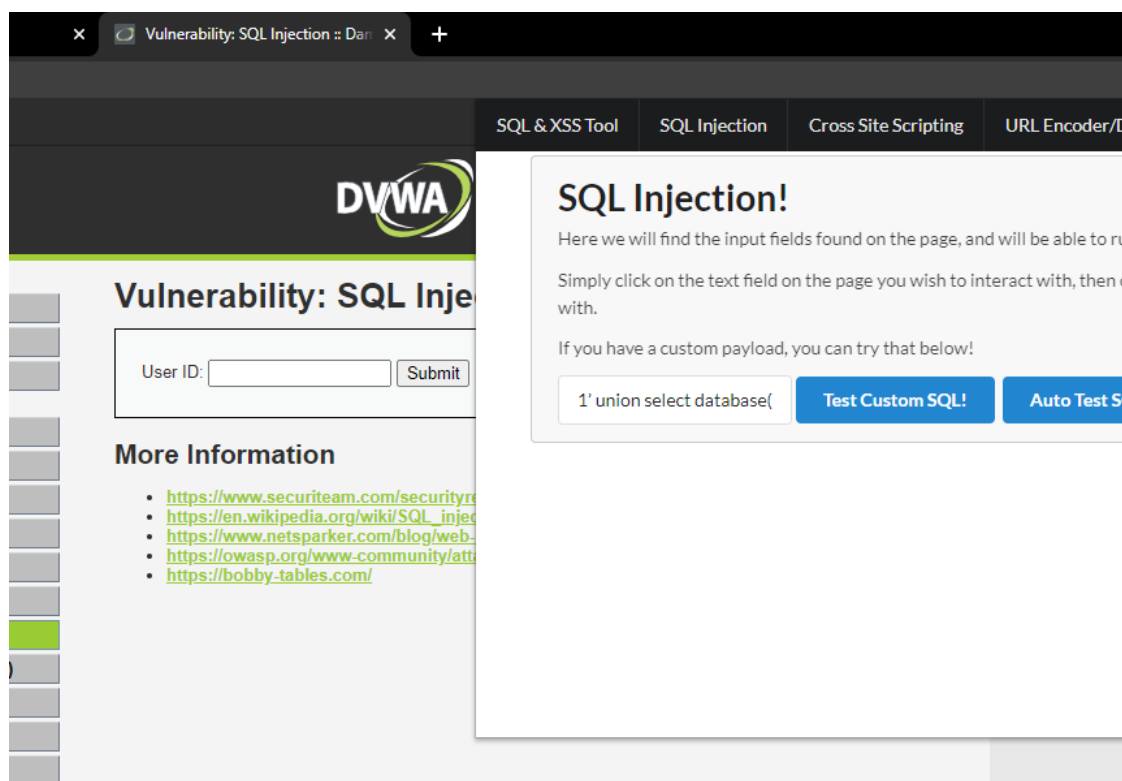 Vulnerability: SQL Injection :: Dan
SQL & XSS Tool
SQL Injection
Cross Site Scripting
URL Encoder/D
DVWA
SQL Injection!
Here we will find the input fields found on the page, and will be able to ru
Simply click on the text field on the page you wish to interact with, then
with.
If you have a custom payload, you can try that below!
1' union select database(
Test Custom SQL!
Auto Test S
Vulnerability: SQL Inje
User ID:
Submit
More Information
https://www.securiteam.com/securityre
https://en.wikipedia.org/wiki/SQL_injec
https://www.netsparker.com/blog/web-
https://owasp.org/www-community/atta
https://bobby-tables.com/
)